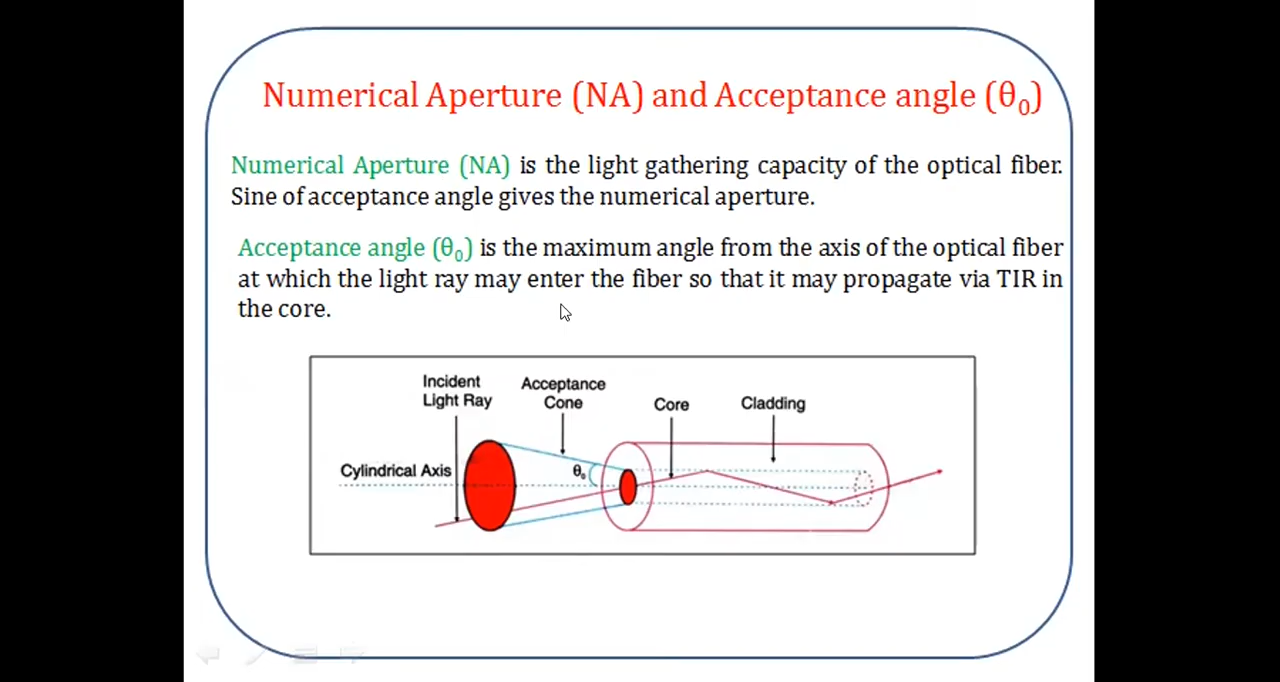 Numerical Aperture (NA) and Acceptance angle (θ₀)
Numerical Aperture (NA) is the light gathering capacity of the optical fiber.
Sine of acceptance angle gives the numerical aperture.
Acceptance angle (θ₀) is the maximum angle from the axis of the optical fiber
at which the light ray may enter the fiber so that it may propagate via TIR in
the core.
Incident
Light Ray
Acceptance
Cone
Core
Cladding
Cylindrical Axis
θ₀